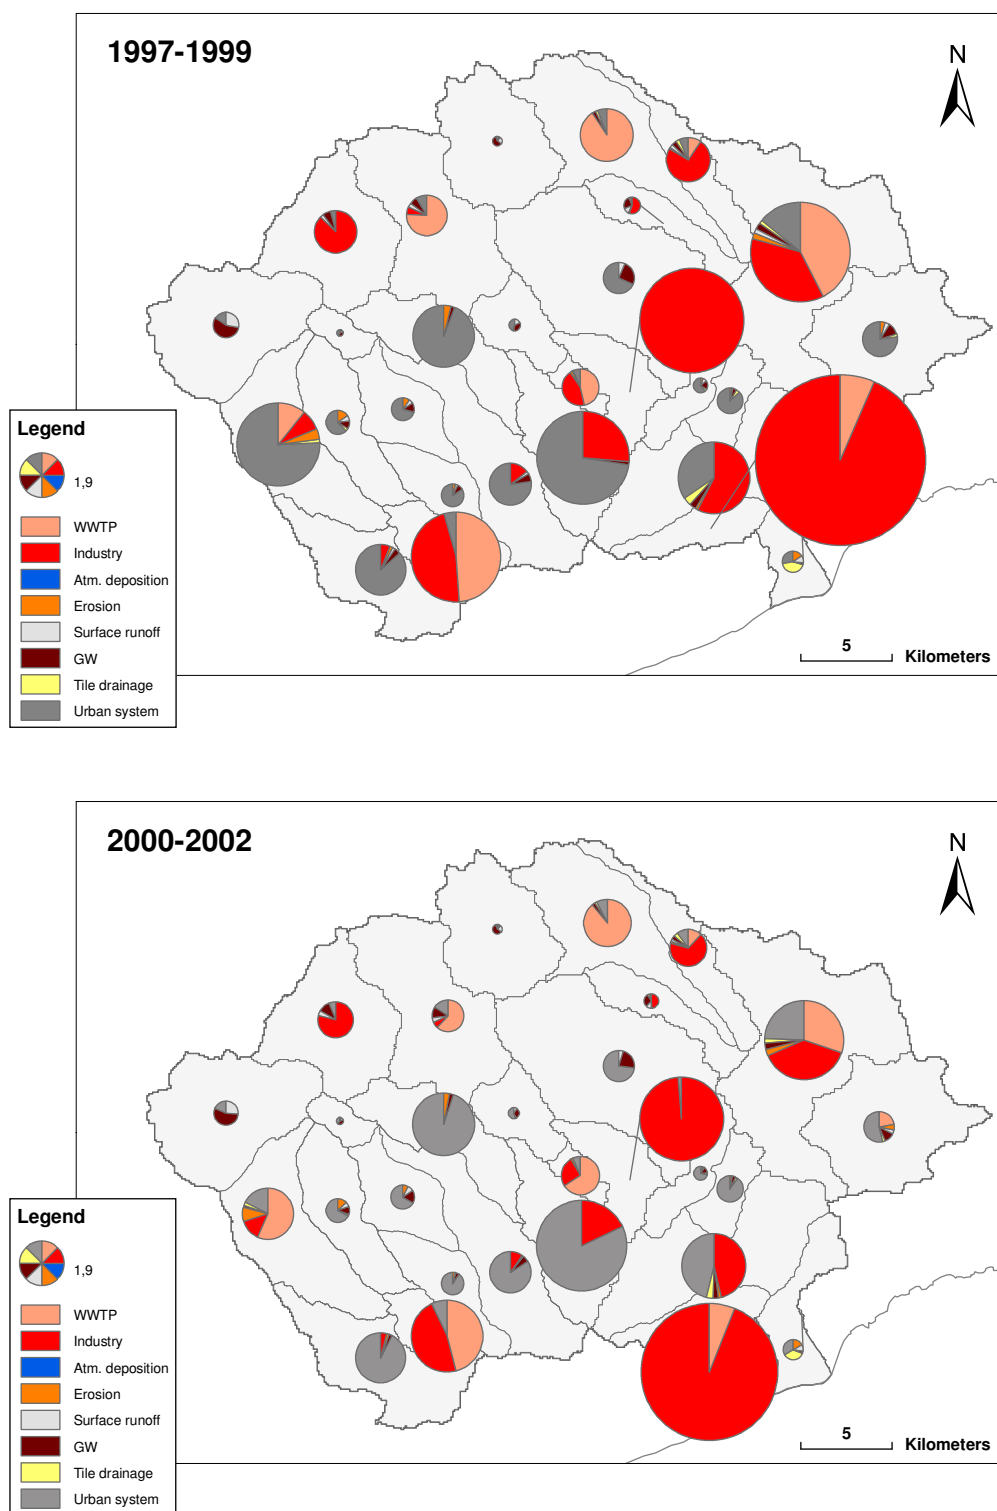 1997-1999
N
Legend
1,9
WWTP
Industry
Atm. deposition
Erosion
Surface runoff
GW
Tile drainage
Urban system
5
Kilometers
2000-2002
N
Legend
1,9
WWTP
Industry
Atm. deposition
Erosion
Surface runoff
GW
Tile drainage
Urban system
5
Kilometers